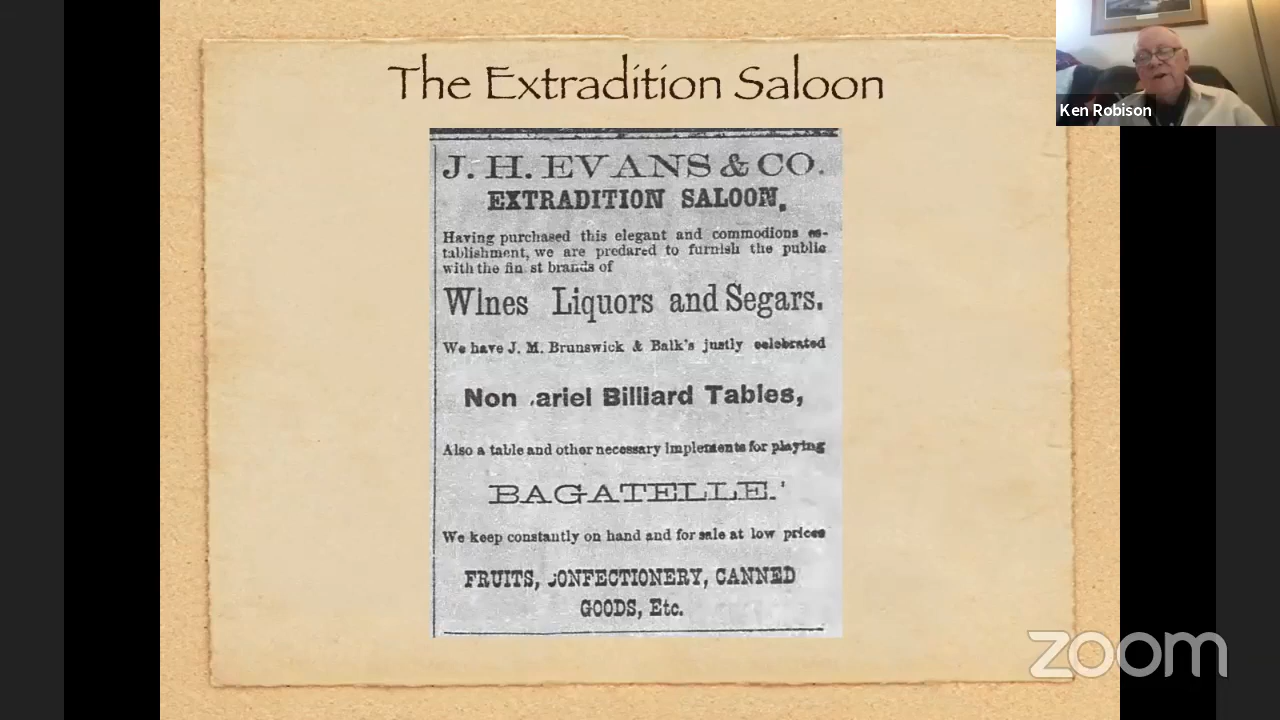 The Extradition Saloon
Ken Robison
J. H. EVANS & CO.
EXTRADITION SALOON.
Having purchased this elegant and commodions es-
tablishment, we are predared to furnish the public
with the fin st brands of
Wines Liquors and Segars.
We have J. M. Brunswick & Balk's justly celebrated
Non ariel Billiard Tables,
Also a table and other necessary implements for playing
BAGATELLE.'
We keep constantly on hand and for sale at low prices
FRUITS, CONFECTIONERY, CANNED
GOODS, Etc.
zoom